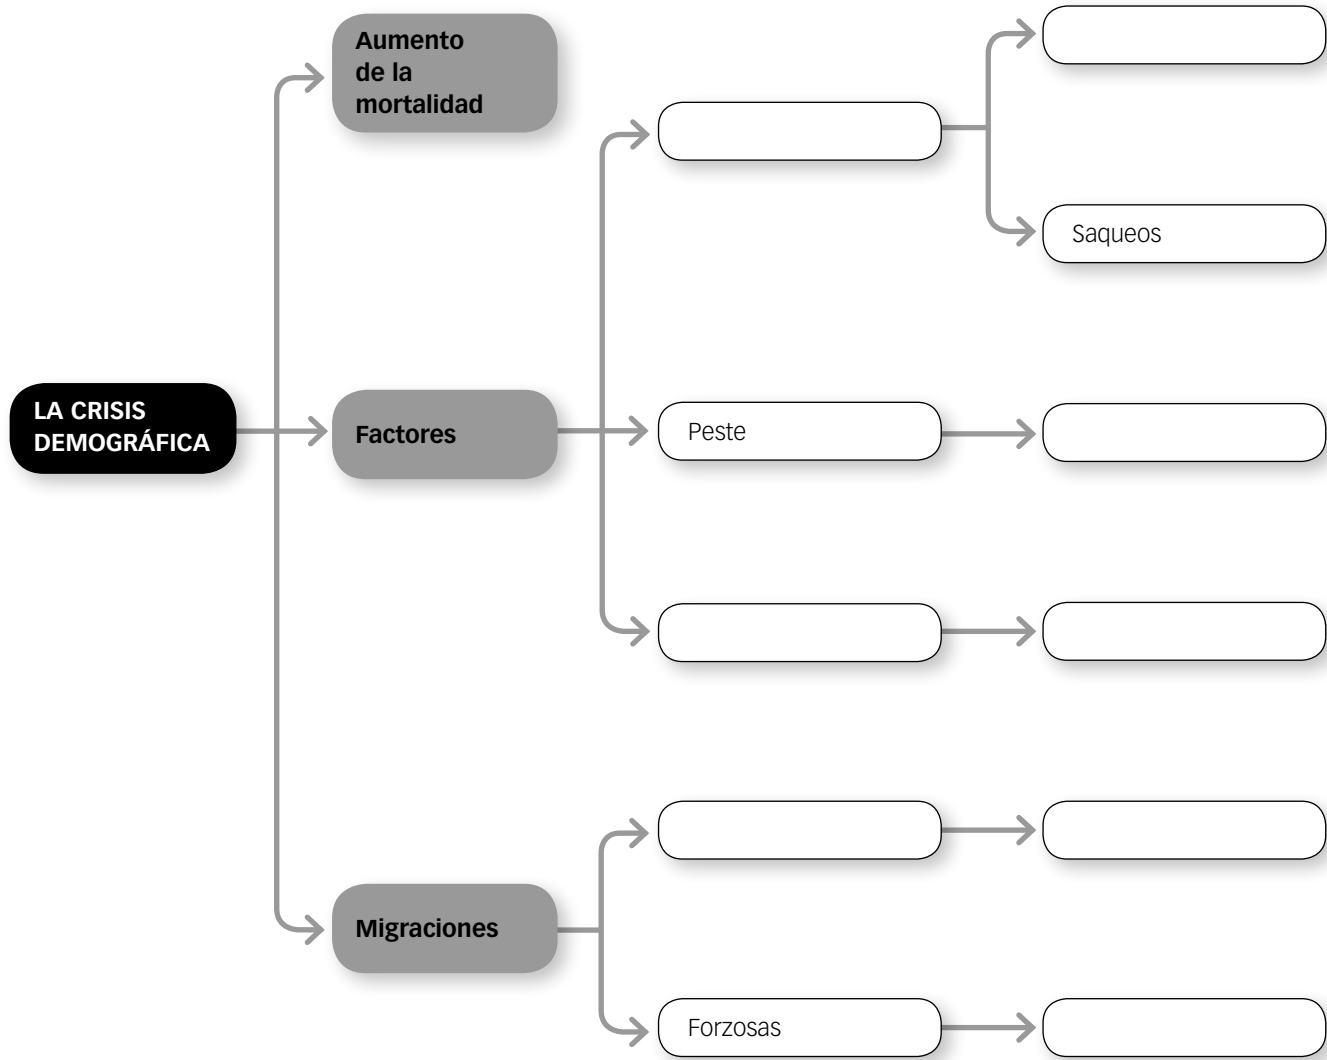 Aumento
de la
mortalidad
Saqueos
LA CRISIS
DEMOGRÁFICA
Factores
Peste
Migraciones
Forzosas